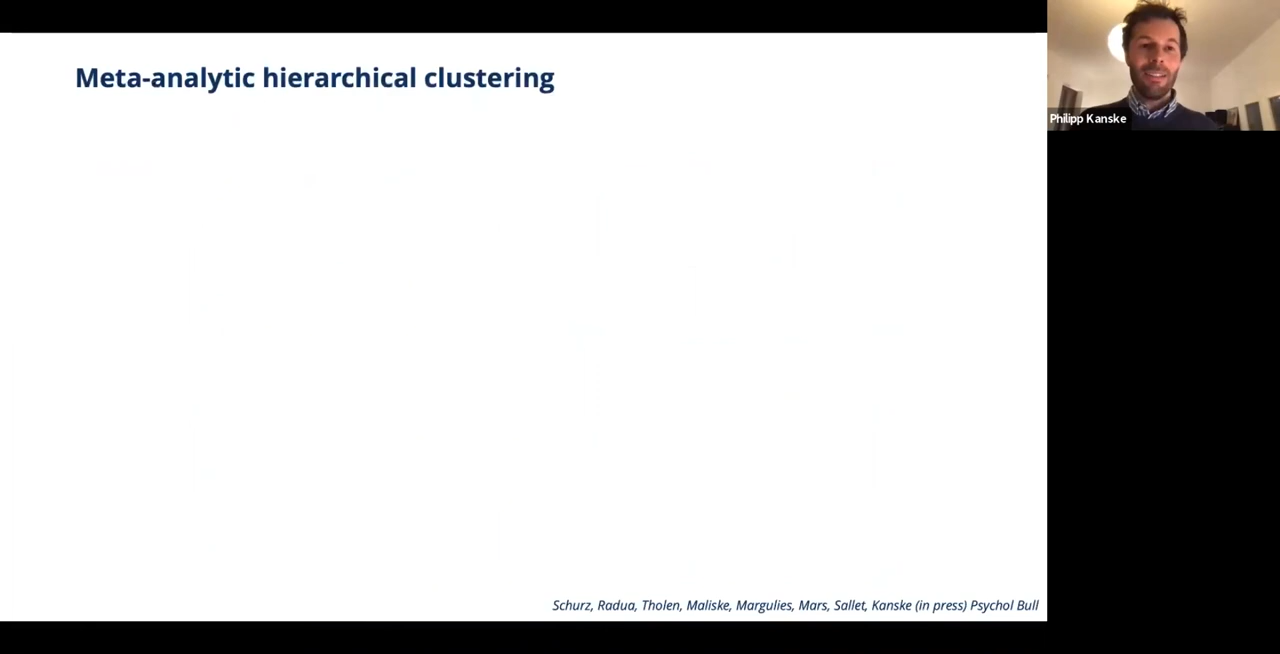 Meta-analytic hierarchical clustering
Philipp Kanske
Schurz, Radua, Tholen, Maliske, Margulies, Mars, Sallet, Kanske (in press) Psychol Bull